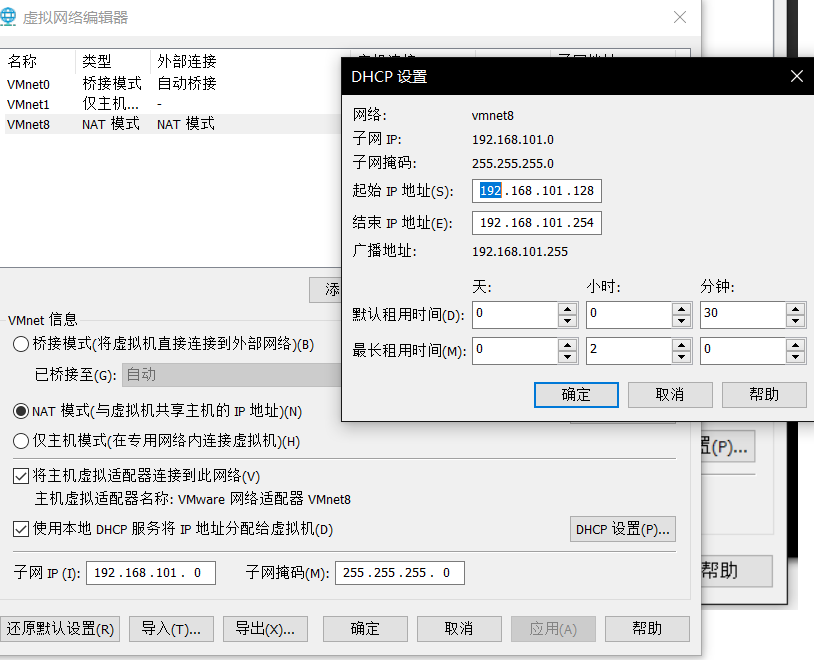 虚拟网络编辑器
名称 类型 外部连接
VMnet0 桥接模式 自动桥接
VMnet1 仅主机... -
VMnet8 NAT 模式 NAT 模式
DHCP 设置
网络: vmnet8
子网 IP: 192.168.101.0
子网掩码: 255.255.255.0
起始 IP 地址(S): 192 . 168 . 101 . 128
结束 IP 地址(E): 192 . 168 . 101 . 254
广播地址: 192.168.101.255
天: 小时: 分钟:
默认租用时间(D): 0 0 30
最长租用时间(M): 0 2 0
确定 取消 帮助
添
VMnet 信息
桥接模式(将虚拟机直接连接到外部网络)(B)
已桥接至(G): 自动
NAT 模式(与虚拟机共享主机的 IP 地址)(N)
仅主机模式(在专用网络内连接虚拟机)(H)
将主机虚拟适配器连接到此网络(V)
主机虚拟适配器名称: VMware 网络适配器 VMnet8
使用本地 DHCP 服务将 IP 地址分配给虚拟机(D)
DHCP 设置(P)...
置(P)...
子网 IP (I): 192 . 168 . 101 . 0 子网掩码(M): 255 . 255 . 255 . 0
帮助
还原默认设置(R) 导入(T)... 导出(X)... 确定 取消 应用(A) 帮助